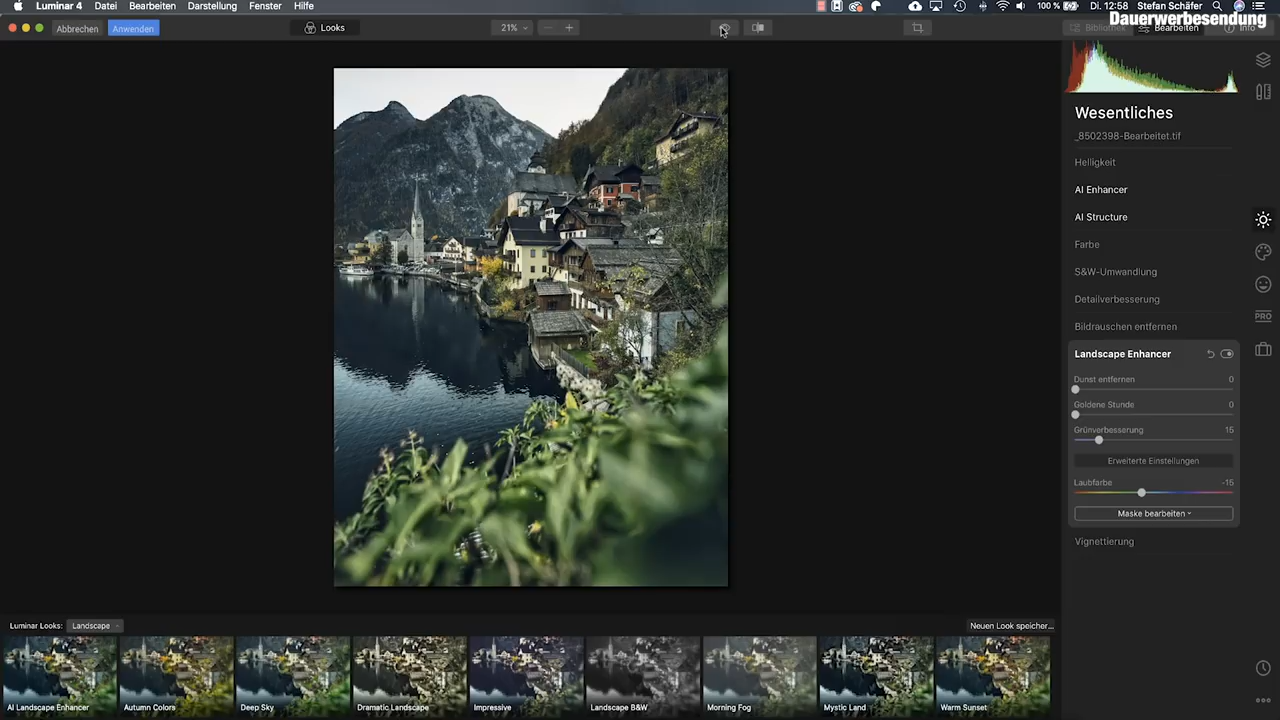 Luminar 4 Datei Bearbeiten Darstellung Fenster Hilfe 100 % Di. 12:58 Stefan Schäfer
Dauerwerbesendung
Abbrechen Anwenden Looks 21% Bibliothek Bearbeiten Info
Wesentliches
_8502398-Bearbeitet.tif
Helligkeit
AI Enhancer
AI Structure
Farbe
S&W-Umwandlung
PRO
Detailverbesserung
Bildrauschen entfernen
Landscape Enhancer
Dunst entfernen 0
Goldene Stunde 0
Grünverbesserung 15
Erweiterte Einstellungen
Laubfarbe -15
Maske bearbeiten
Vignettierung
Luminar Looks: Landscape Neuen Look speicher...
AI Landscape Enhancer Autumn Colors Deep Sky Dramatic Landscape Impressive Landscape B&W Morning Fog Mystic Land Warm Sunset